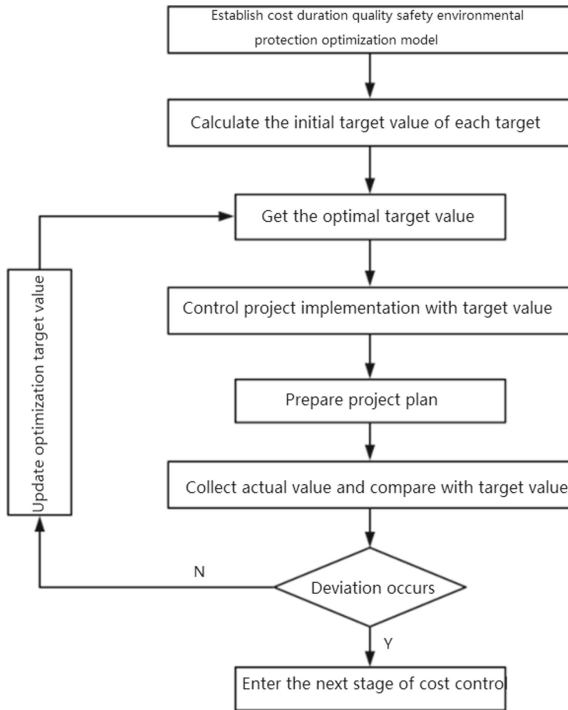 Establish cost duration quality safety environmental
protection optimization model
Calculate the initial target value of each target
Get the optimal target value
Control project implementation with target value
Update optimization target value
Prepare project plan
Collect actual value and compare with target value
N
Deviation occurs
Y
Enter the next stage of cost control